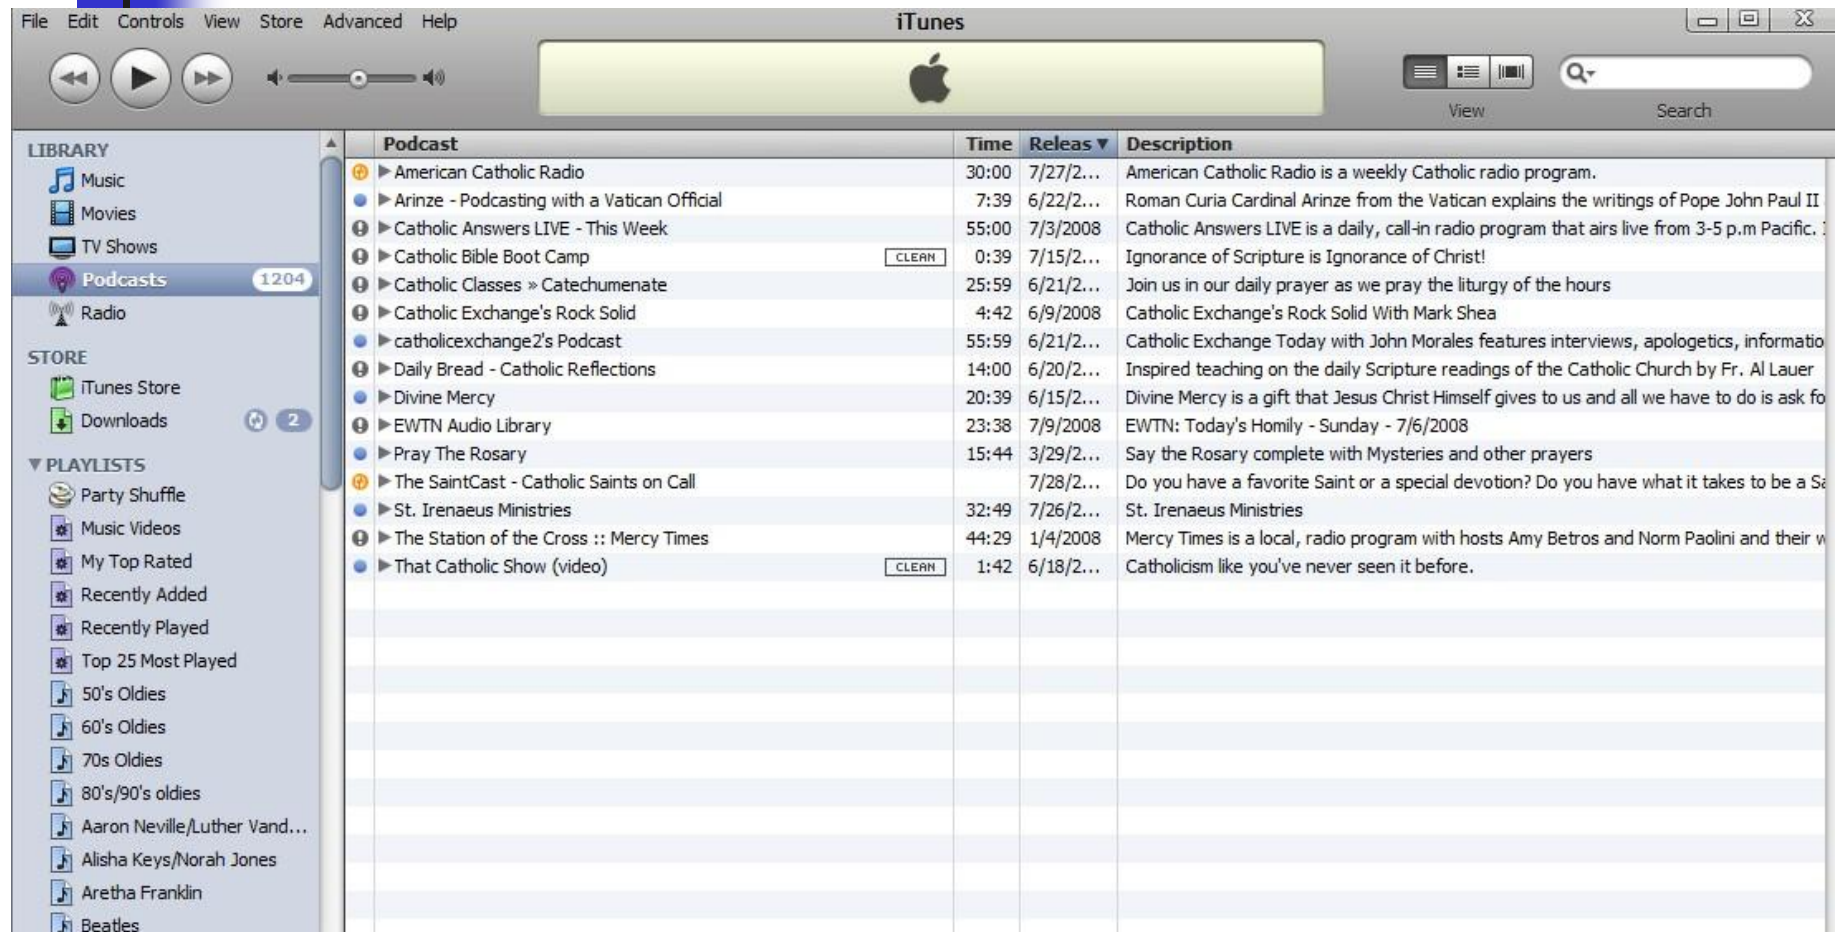 File Edit Controls View Store Advanced Help iTunes
View Search
LIBRARY
Music
Movies
TV Shows
Podcasts 1204
Radio
STORE
iTunes Store
Downloads 2
PLAYLISTS
Party Shuffle
Music Videos
My Top Rated
Recently Added
Recently Played
Top 25 Most Played
50's Oldies
60's Oldies
70s Oldies
80's/90's oldies
Aaron Neville/Luther Vand...
Alisha Keys/Norah Jones
Aretha Franklin
Beatles
Podcast Time Releas Description
American Catholic Radio 30:00 7/27/2... American Catholic Radio is a weekly Catholic radio program.
Arinze - Podcasting with a Vatican Official 7:39 6/22/2... Roman Curia Cardinal Arinze from the Vatican explains the writings of Pope John Paul II
Catholic Answers LIVE - This Week 55:00 7/3/2008 Catholic Answers LIVE is a daily, call-in radio program that airs live from 3-5 p.m Pacific.
Catholic Bible Boot Camp CLEAN 0:39 7/15/2... Ignorance of Scripture is Ignorance of Christ!
Catholic Classes » Catechumenate 25:59 6/21/2... Join us in our daily prayer as we pray the liturgy of the hours
Catholic Exchange's Rock Solid 4:42 6/9/2008 Catholic Exchange's Rock Solid With Mark Shea
catholicexchange2's Podcast 55:59 6/21/2... Catholic Exchange Today with John Morales features interviews, apologetics, informatio
Daily Bread - Catholic Reflections 14:00 6/20/2... Inspired teaching on the daily Scripture readings of the Catholic Church by Fr. Al Lauer
Divine Mercy 20:39 6/15/2... Divine Mercy is a gift that Jesus Christ Himself gives to us and all we have to do is ask fo
EWTN Audio Library 23:38 7/9/2008 EWTN: Today's Homily - Sunday - 7/6/2008
Pray The Rosary 15:44 3/29/2... Say the Rosary complete with Mysteries and other prayers
The SaintCast - Catholic Saints on Call 7/28/2... Do you have a favorite Saint or a special devotion? Do you have what it takes to be a Sa
St. Irenaeus Ministries 32:49 7/26/2... St. Irenaeus Ministries
The Station of the Cross :: Mercy Times 44:29 1/4/2008 Mercy Times is a local, radio program with hosts Amy Betros and Norm Paolini and their w
That Catholic Show (video) CLEAN 1:42 6/18/2... Catholicism like you've never seen it before.